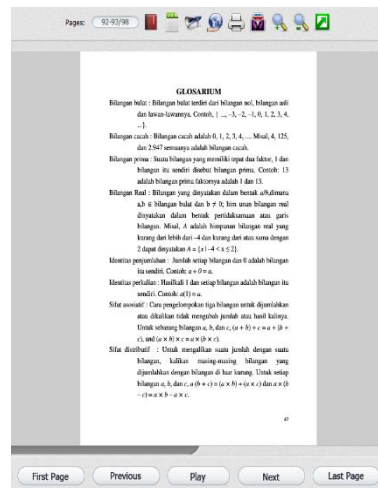 Pages: 92-93/98
GLOSARIUM
Bilangan bulat : Bilangan bulat terdiri dari bilangan nol, bilangan asli
dan lawan-lawannya. Contoh, { ..., –3, –2, –1, 0, 1, 2, 3, 4,
...}.
Bilangan cacah : Bilangan cacah adalah 0, 1, 2, 3, 4, .... Misal, 4, 125,
dan 2.947 semuanya adalah bilangan cacah.
Bilangan prima : Suatu bilangan yang memiliki tepat dua faktor, 1 dan
bilangan itu sendiri disebut bilangan prima. Contoh: 13
adalah bilangan prima faktornya adalah 1 dan 13.
Bilangan Real : Bilangan yang dinyatakan dalam bentuk a/b,dimana
a,b ∈ bilangan bulat dan b ≠ 0; him unan bilangan real
dinyatakan dalam bentuk pertidaksamaan atau garis
bilangan. Misal, A adalah himpunan bilangan real yang
kurang dari lebih dari –4 dan kurang dari atau sama dengan
2 dapat dinyatakan A = {x | –4 < x ≤ 2}.
Identitas penjumlahan : Jumlah setiap bilangan dan 0 adalah bilangan
itu sendiri. Contoh: a + 0 = a.
Identitas perkalian : Hasilkali 1 dan setiap bilangan adalah bilangan itu
sendiri. Contoh: a(1) = a.
Sifat asosiatif : Cara pengelompokan tiga bilangan untuk dijumlahkan
atau dikalikan tidak mengubah jumlah atau hasil kalinya.
Untuk sebarang bilangan a, b, dan c, (a + b) + c = a + (b +
c), and (a × b) × c = a × (b × c).
Sifat distributif : Untuk mengalikan suatu jumlah dengan suatu
bilangan, kalikan masing-masing bilangan yang
dijumlahkan dengan bilangan di luar kurung. Untuk setiap
bilangan a, b, dan c, a (b + c) = (a × b) + (a × c) dan a × (b
– c) = a × b – a × c.
First Page
Previous
Play
Next
Last Page